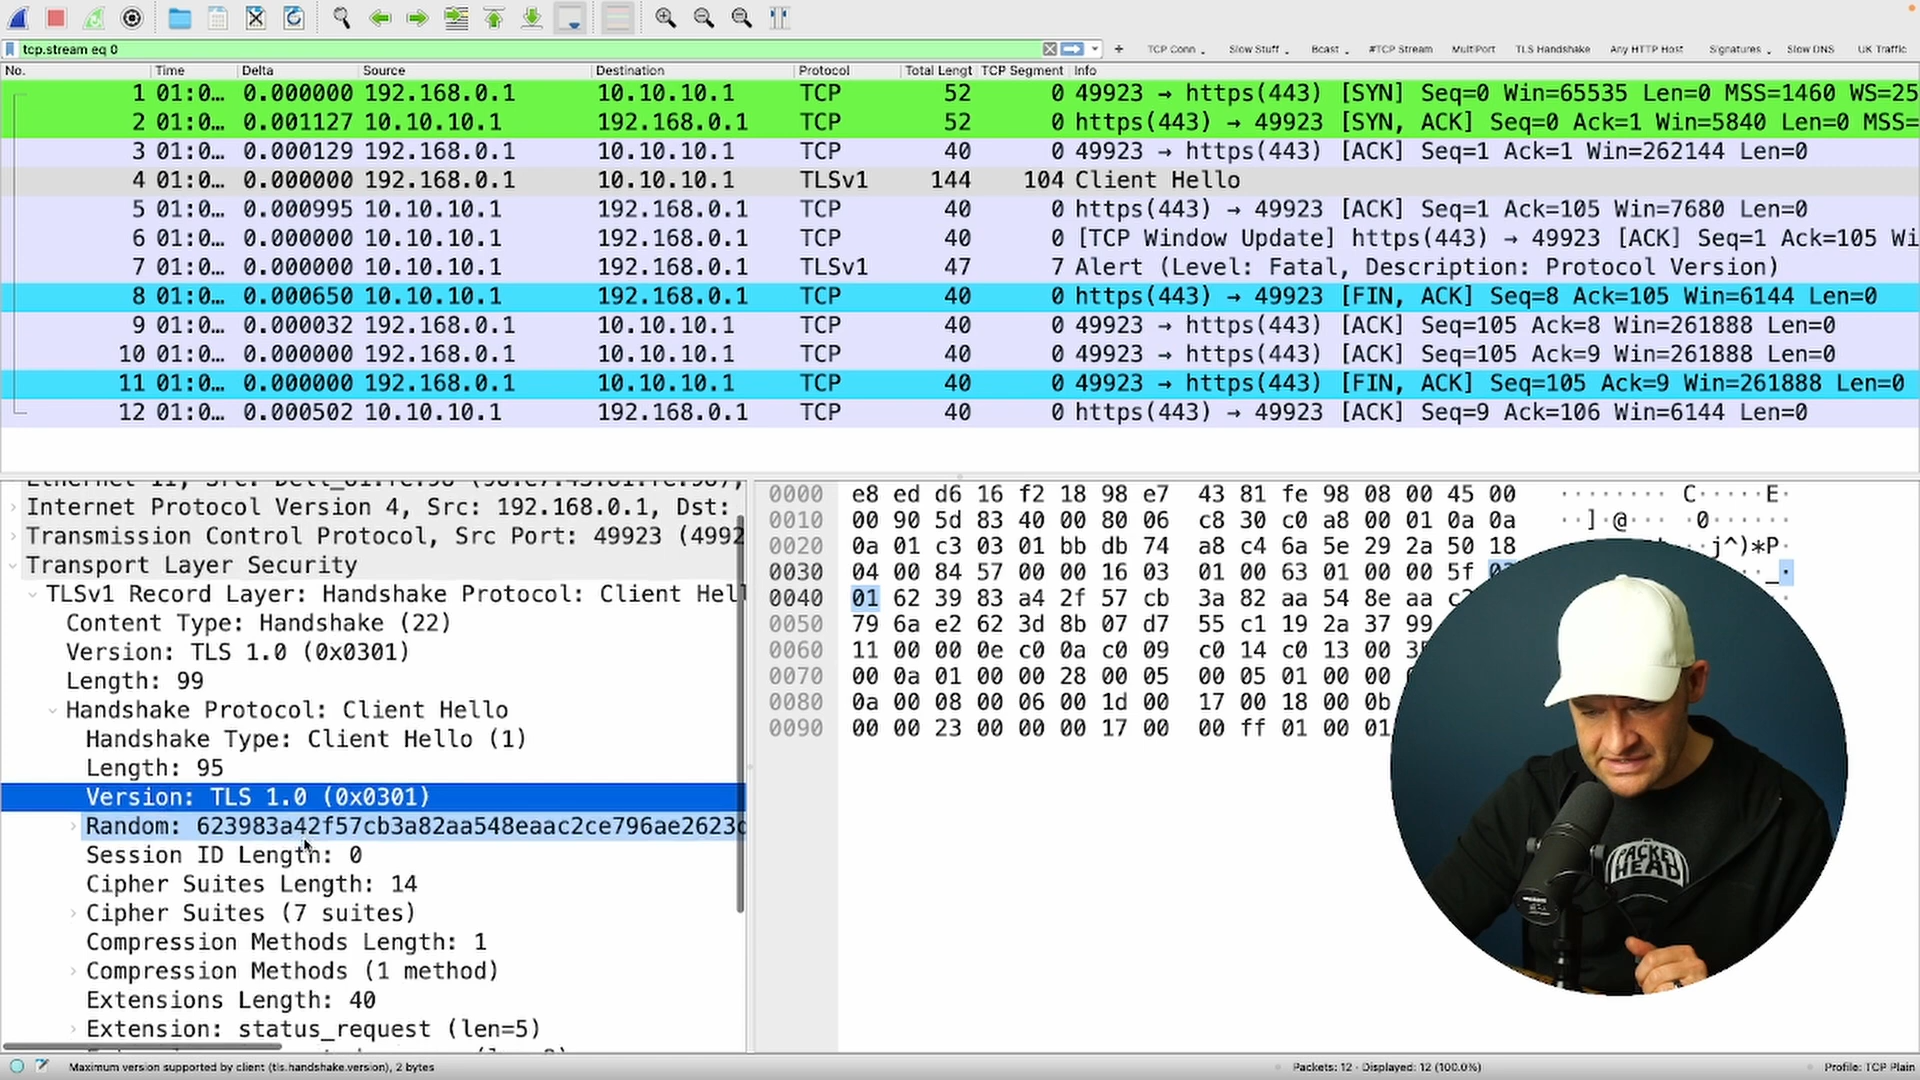 tcp.stream eq 0
TCP Conn
Slow Stuff
Bcast
#TCP Stream
MultiPort
TLS Handshake
Any HTTP Host
Signatures
Slow DNS
UK Traffic
No. Time Delta Source Destination Protocol Total Lengt TCP Segment Info
1 01:0… 0.000000 192.168.0.1 10.10.10.1 TCP 52 0 49923 → https(443) [SYN] Seq=0 Win=65535 Len=0 MSS=1460 WS=25
2 01:0… 0.001127 10.10.10.1 192.168.0.1 TCP 52 0 https(443) → 49923 [SYN, ACK] Seq=0 Ack=1 Win=5840 Len=0 MSS=
3 01:0… 0.000129 192.168.0.1 10.10.10.1 TCP 40 0 49923 → https(443) [ACK] Seq=1 Ack=1 Win=262144 Len=0
4 01:0… 0.000000 192.168.0.1 10.10.10.1 TLSv1 144 104 Client Hello
5 01:0… 0.000995 10.10.10.1 192.168.0.1 TCP 40 0 https(443) → 49923 [ACK] Seq=1 Ack=105 Win=7680 Len=0
6 01:0… 0.000000 10.10.10.1 192.168.0.1 TCP 40 0 [TCP Window Update] https(443) → 49923 [ACK] Seq=1 Ack=105 Wi
7 01:0… 0.000000 10.10.10.1 192.168.0.1 TLSv1 47 7 Alert (Level: Fatal, Description: Protocol Version)
8 01:0… 0.000650 10.10.10.1 192.168.0.1 TCP 40 0 https(443) → 49923 [FIN, ACK] Seq=8 Ack=105 Win=6144 Len=0
9 01:0… 0.000032 192.168.0.1 10.10.10.1 TCP 40 0 49923 → https(443) [ACK] Seq=105 Ack=8 Win=261888 Len=0
10 01:0… 0.000000 192.168.0.1 10.10.10.1 TCP 40 0 49923 → https(443) [ACK] Seq=105 Ack=9 Win=261888 Len=0
11 01:0… 0.000000 192.168.0.1 10.10.10.1 TCP 40 0 49923 → https(443) [FIN, ACK] Seq=105 Ack=9 Win=261888 Len=0
12 01:0… 0.000502 10.10.10.1 192.168.0.1 TCP 40 0 https(443) → 49923 [ACK] Seq=9 Ack=106 Win=6144 Len=0
Internet Protocol Version 4, Src: 192.168.0.1, Dst:
Transmission Control Protocol, Src Port: 49923 (4992
Transport Layer Security
TLSv1 Record Layer: Handshake Protocol: Client Hel
Content Type: Handshake (22)
Version: TLS 1.0 (0x0301)
Length: 99
Handshake Protocol: Client Hello
Handshake Type: Client Hello (1)
Length: 95
Version: TLS 1.0 (0x0301)
Random: 623983a42f57cb3a82aa548eaac2ce796ae2623
Session ID Length: 0
Cipher Suites Length: 14
Cipher Suites (7 suites)
Compression Methods Length: 1
Compression Methods (1 method)
Extensions Length: 40
Extension: status_request (len=5)
0000 e8 ed d6 16 f2 18 98 e7 43 81 fe 98 08 00 45 00 ········ C·····E·
0010 00 90 5d 83 40 00 80 06 c8 30 c0 a8 00 01 0a 0a ··]·@··· ·0······
0020 0a 01 c3 03 01 bb db 74 a8 c4 6a 5e 29 2a 50 18 j^)*P·
0030 04 00 84 57 00 00 16 03 01 00 63 01 00 00 5f _·
0040 01 62 39 83 a4 2f 57 cb 3a 82 aa 54 8e aa
0050 79 6a e2 62 3d 8b 07 d7 55 c1 19 2a 37 99
0060 11 00 00 0e c0 0a c0 09 c0 14 c0 13 00
0070 00 0a 01 00 00 28 00 05 00 05 01 00 00
0080 0a 00 08 00 06 00 1d 00 17 00 18 00 0b
0090 00 00 23 00 00 00 17 00 00 ff 01 00 01
PACKET
HEAD
Maximum version supported by client (tls.handshake.version), 2 bytes
Packets: 12 · Displayed: 12 (100.0%)
Profile: TCP Plain